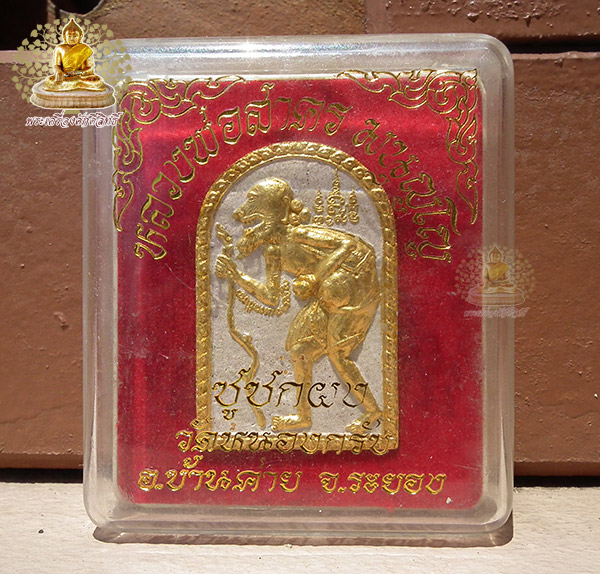 หลวงพ่อสาคร มนุญโญ
ชูชกผง
วัดหนองกรับ
อ.บ้านค่าย จ.ระยอง